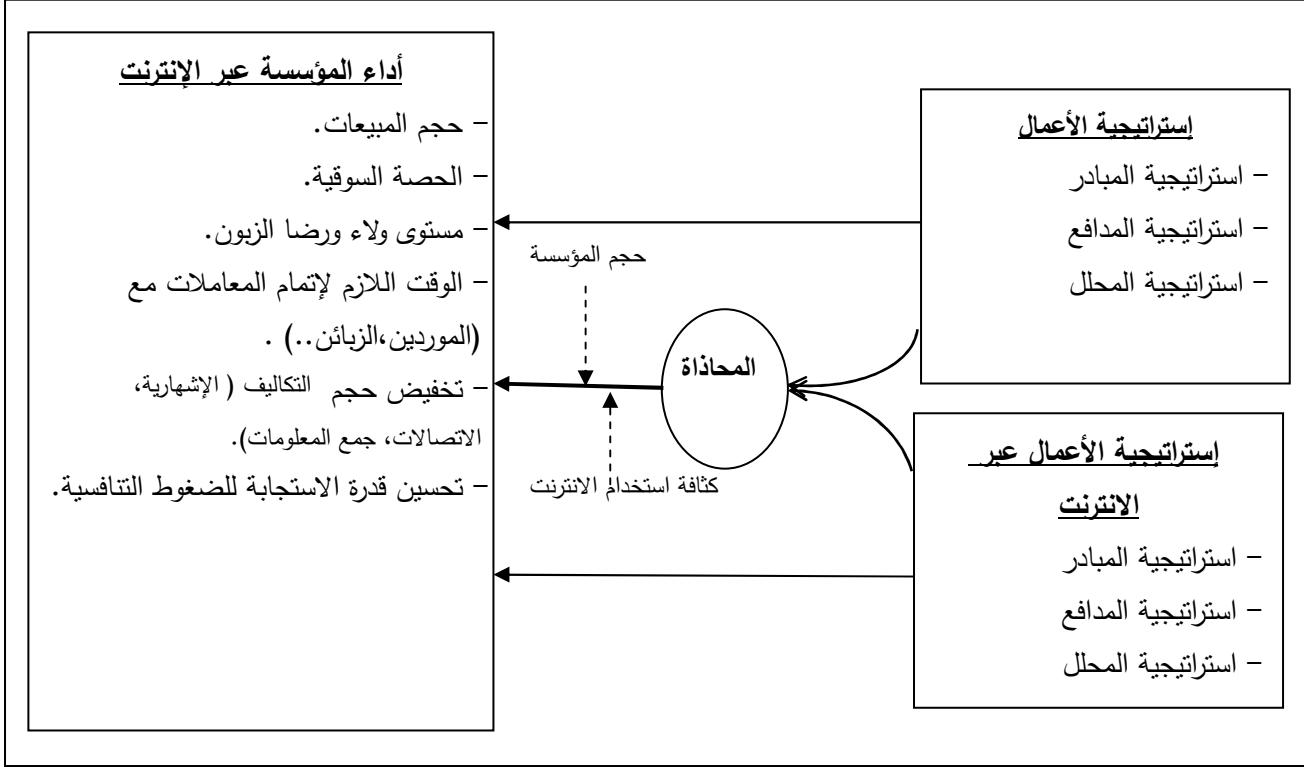 إستراتيجية الأعمال
- استراتيجية المبادر
- استراتيجية المدافع
- استراتيجية المحلل
إستراتيجية الأعمال عبر
الانترنت
- استراتيجية المبادر
- استراتيجية المدافع
- استراتيجية المحلل
المحاذاة
حجم المؤسسة
كثافة استخدام الانترنت
أداء المؤسسة عبر الإنترنت
- حجم المبيعات.
- الحصة السوقية.
- مستوى ولاء ورضا الزبون.
- الوقت اللازم لإتمام المعاملات مع
(الموردين،الزبائن..) .
- تخفيض حجم التكاليف ( الإشهارية،
الاتصالات، جمع المعلومات).
- تحسين قدرة الاستجابة للضغوط التنافسية.